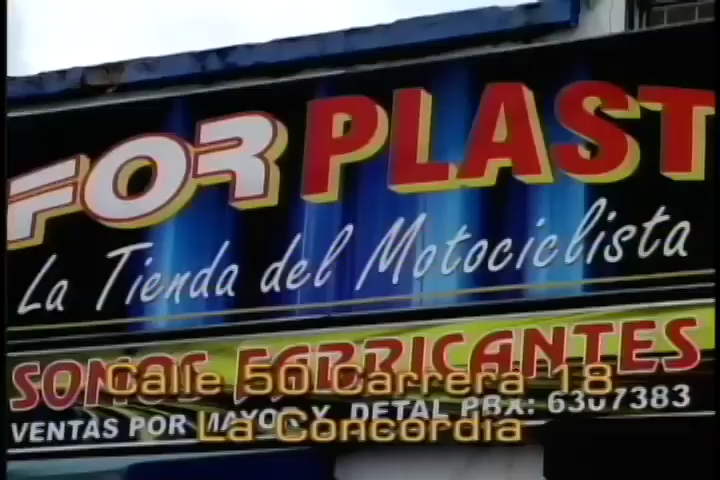 FOR PLAST
La Tienda del Motociclista
SOMOS FABRICANTES
Calle 50 Carrera 18
VENTAS POR MAYOR Y DETAL PBX: 6307383
La Concordia